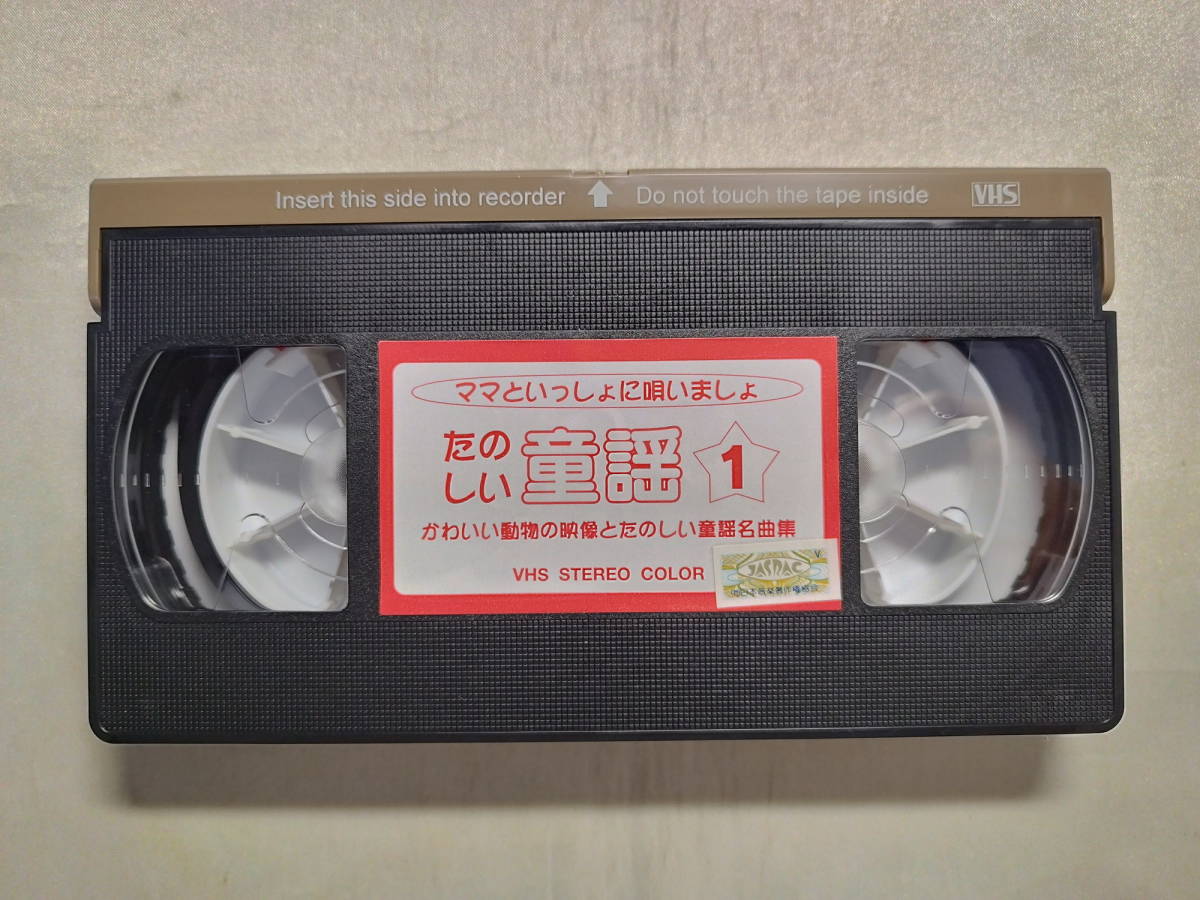 Insert this side into recorder ↑ Do not touch the tape inside VHS
ママといっしょに唄いましょ
たのしい 童謡 1
かわいい動物の映像とたのしい童謡名曲集
VHS STEREO COLOR
V
JASRAC